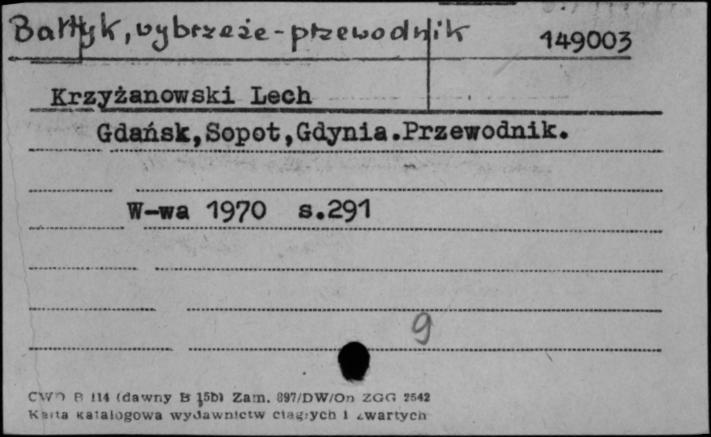 Bałtyk, wybrzeże - przewodnik 149003
Krzyżanowski Lech
Gdańsk,Sopot,Gdynia.Przewodnik.
W-wa 1970 s.291
9
CWD B 114 (dawny B 15b) Zam. 897/DW/On ZGG 2542
Karta katalogowa wydawnictw ciągłych i zwartych